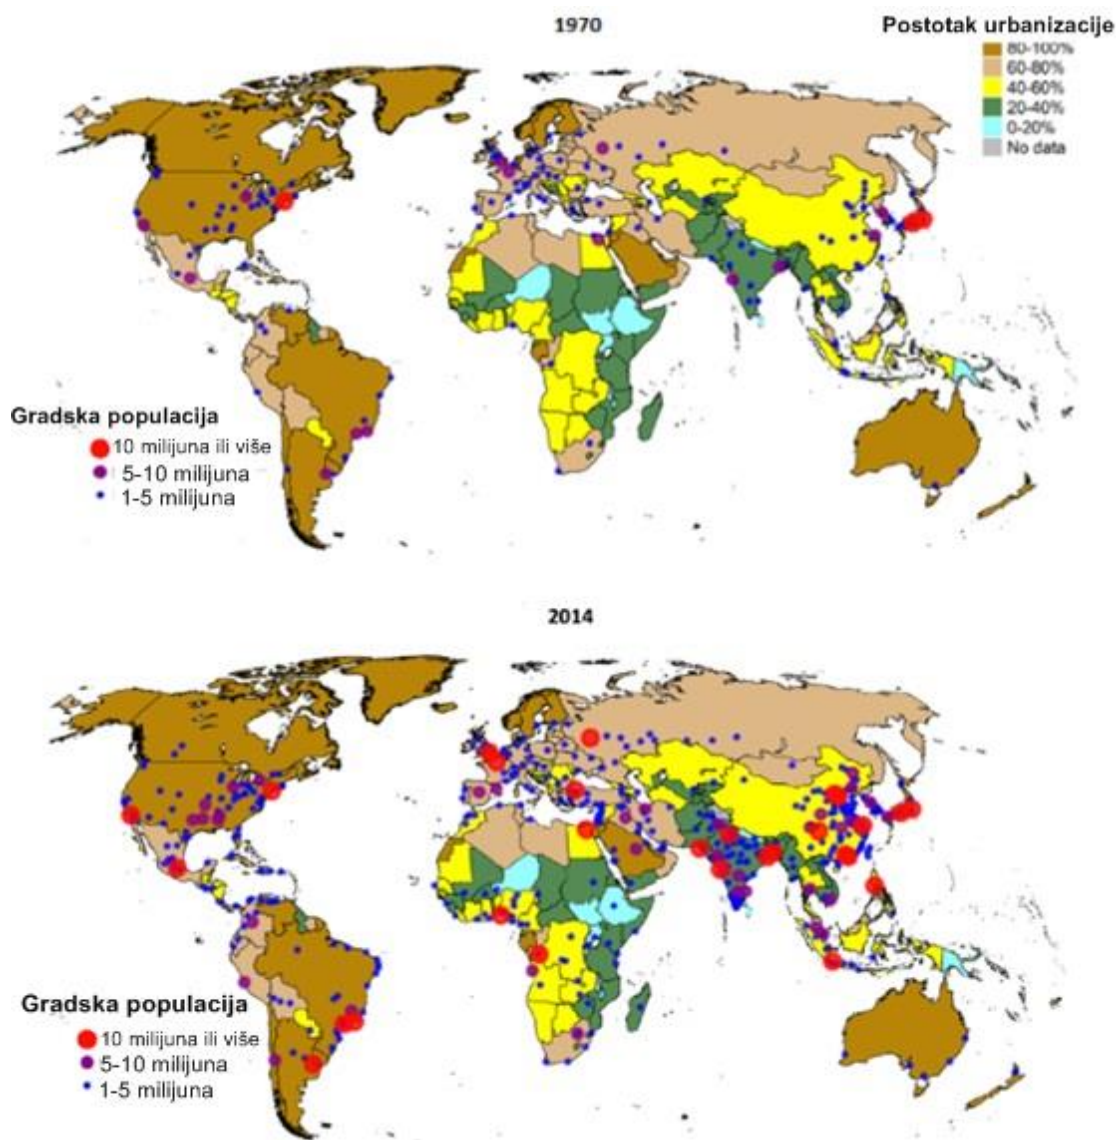 1970
Postotak urbanizacije
80-100%
60-80%
40-60%
20-40%
0-20%
No data
Gradska populacija
10 milijuna ili više
5-10 milijuna
1-5 milijuna
2014
Gradska populacija
10 milijuna ili više
5-10 milijuna
1-5 milijuna